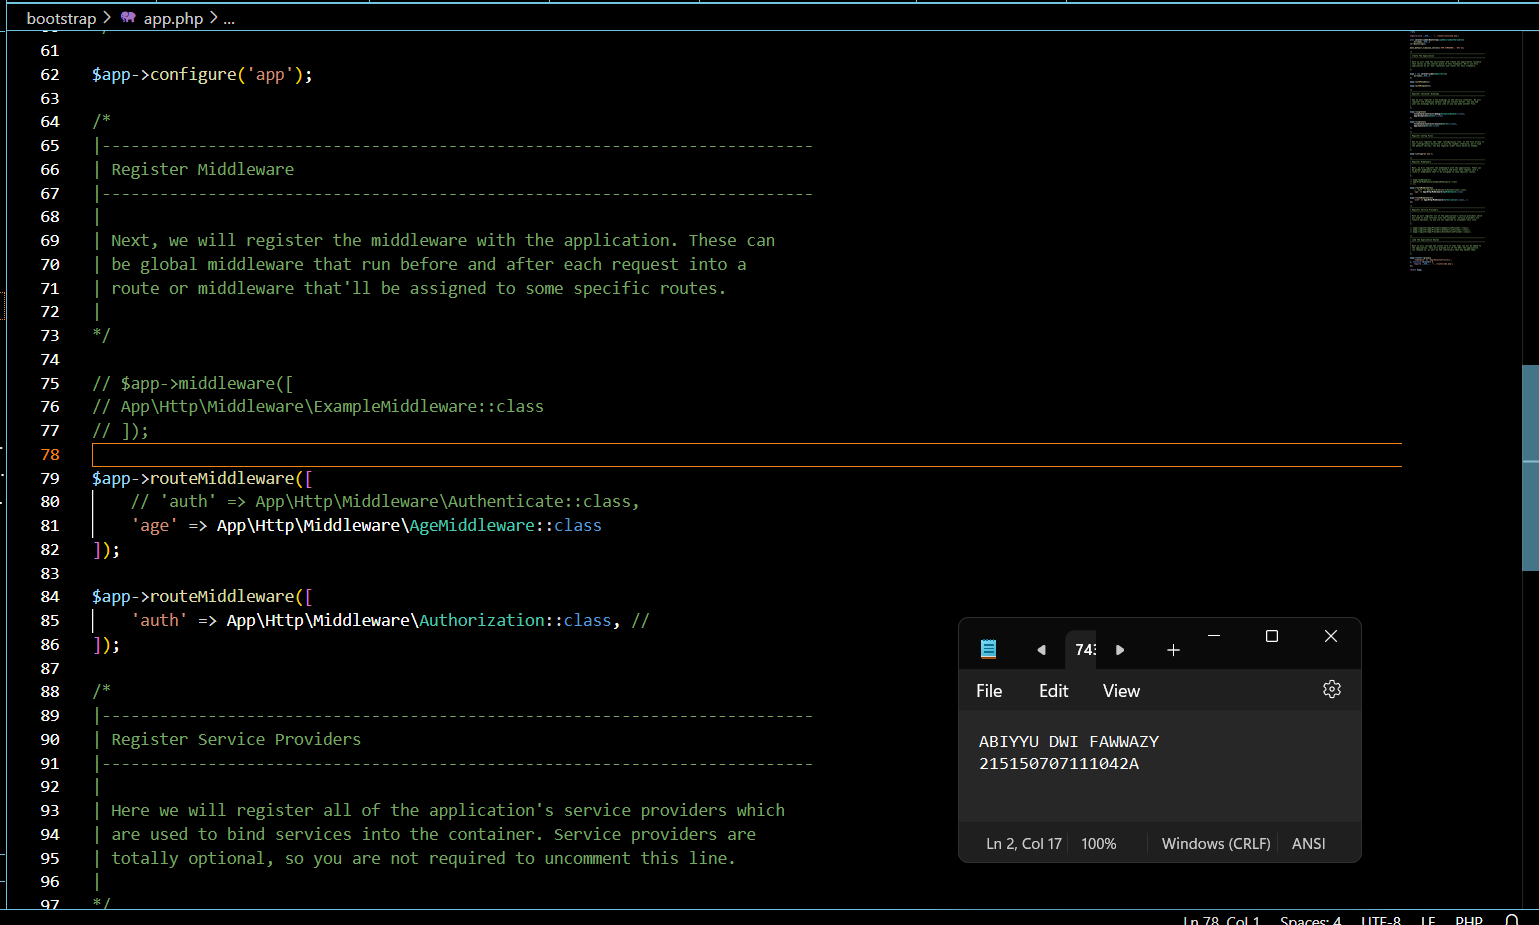 bootstrap > app.php > ...
61
62 $app->configure('app');
63
64 /*
65 |--------------------------------------------------------------------------
66 | Register Middleware
67 |--------------------------------------------------------------------------
68 |
69 | Next, we will register the middleware with the application. These can
70 | be global middleware that run before and after each request into a
71 | route or middleware that'll be assigned to some specific routes.
72 |
73 */
74
75 // $app->middleware([
76 // App\Http\Middleware\ExampleMiddleware::class
77 // ]);
78
79 $app->routeMiddleware([
80     // 'auth' => App\Http\Middleware\Authenticate::class,
81     'age' => App\Http\Middleware\AgeMiddleware::class
82 ]);
83
84 $app->routeMiddleware([
85     'auth' => App\Http\Middleware\Authorization::class, //
86 ]);
87
88 /*
89 |--------------------------------------------------------------------------
90 | Register Service Providers
91 |--------------------------------------------------------------------------
92 |
93 | Here we will register all of the application's service providers which
94 | are used to bind services into the container. Service providers are
95 | totally optional, so you are not required to uncomment this line.
96 |
97 */
743
File Edit View
ABIYYU DWI FAWWAZY
215150707111042A
Ln 2, Col 17 100% Windows (CRLF) ANSI
Ln 78, Col 1 Spaces: 4 UTF-8 LF PHP